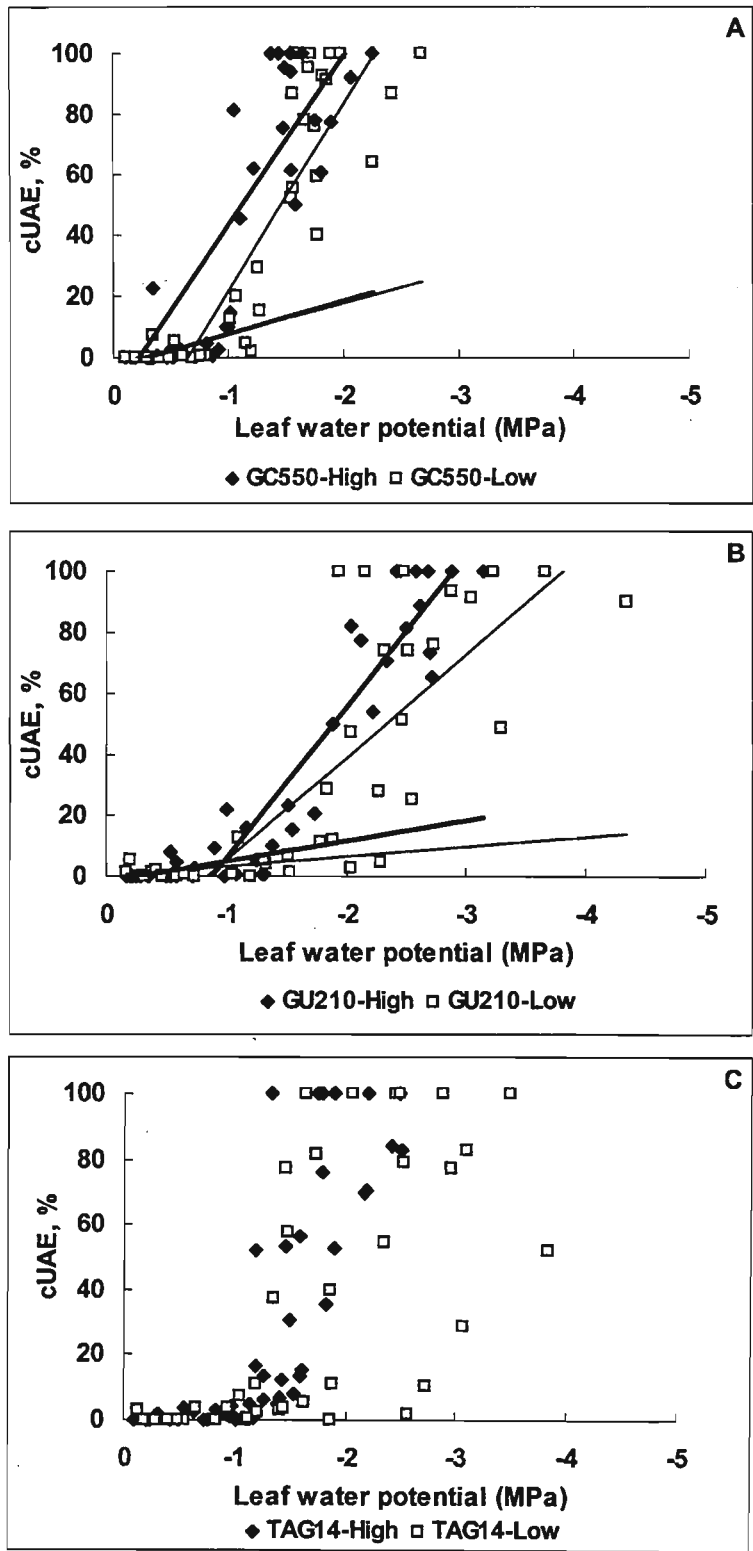 A
100
80
60
40
20
0
cUAE, %
0 -1 -2 -3 -4 -5
Leaf water potential (MPa)
◆ GC550-High □ GC550-Low
B
100
80
60
40
20
0
cUAE, %
0 -1 -2 -3 -4 -5
Leaf water potential (MPa)
◆ GU210-High □ GU210-Low
C
100
80
60
40
20
0
cUAE, %
0 -1 -2 -3 -4 -5
Leaf water potential (MPa)
◆ TAG14-High □ TAG14-Low